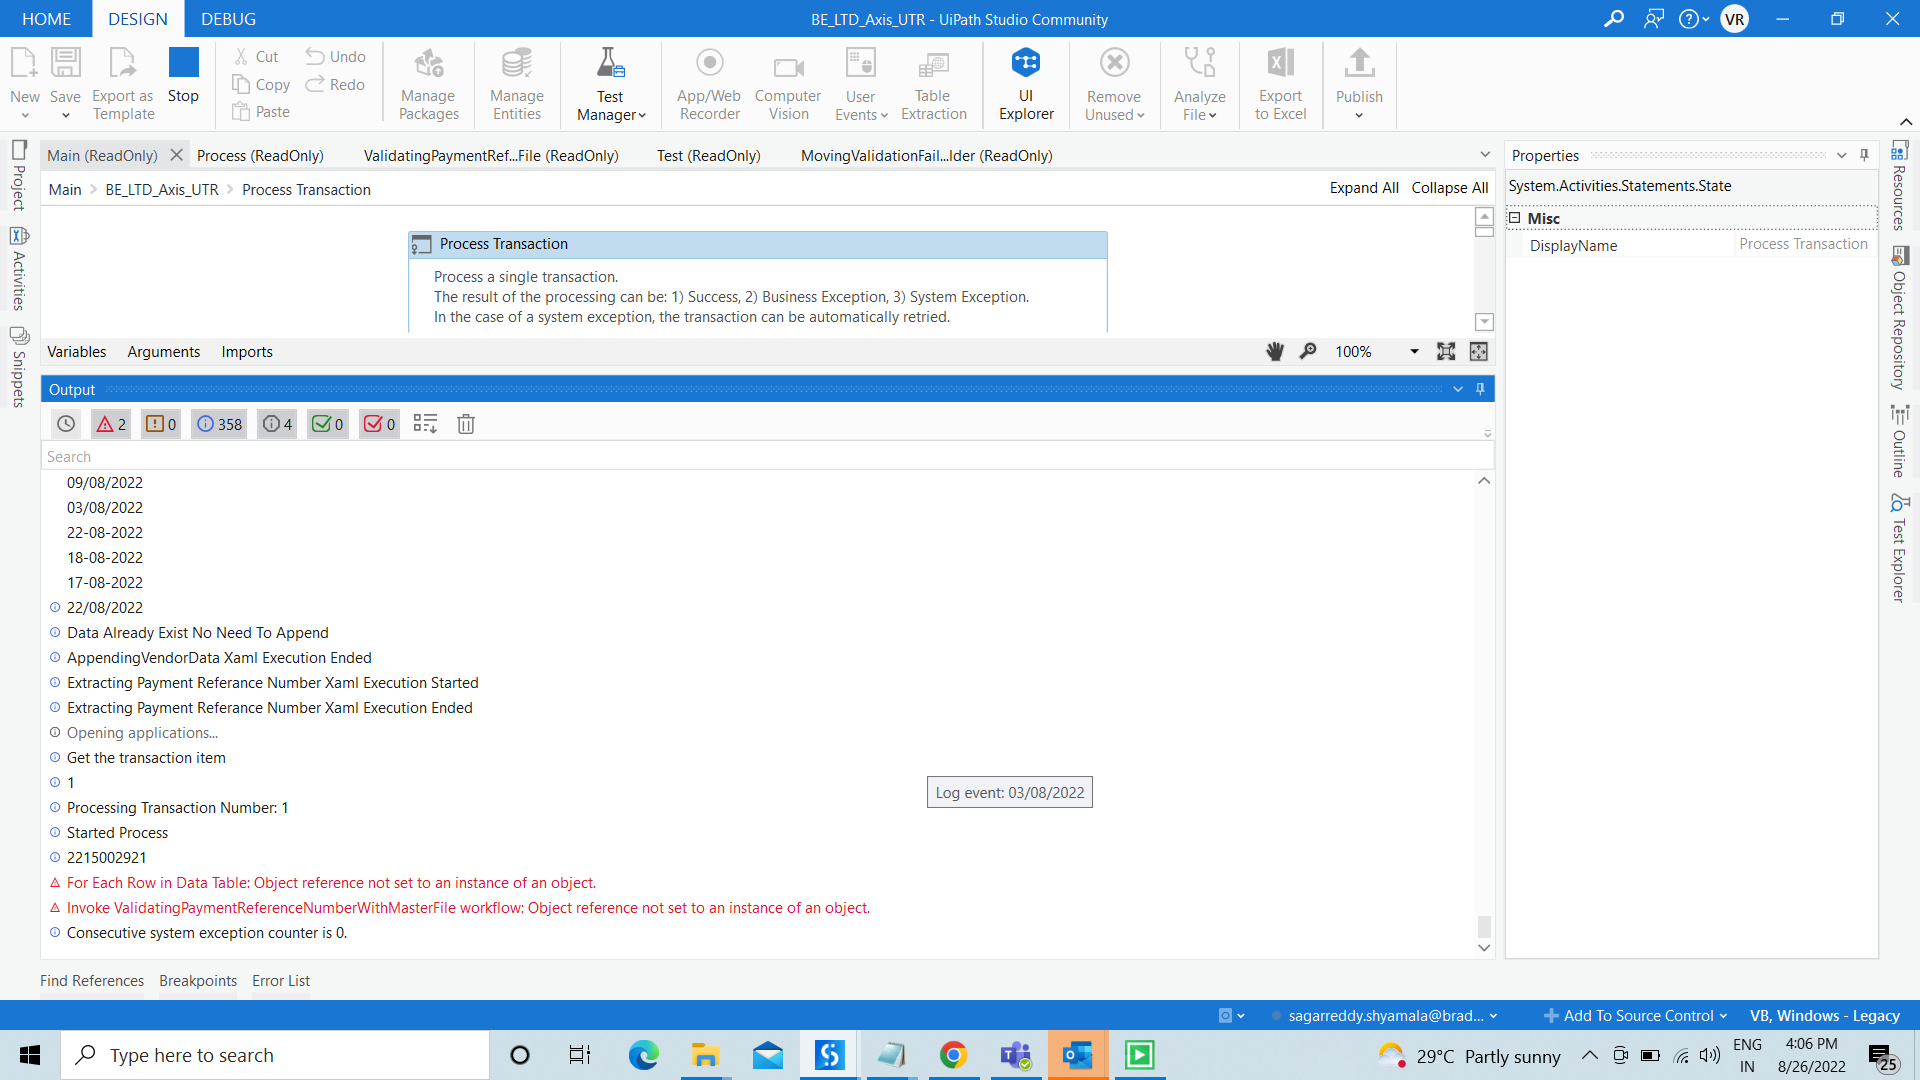 HOME DESIGN DEBUG BE_LTD_Axis_UTR - UiPath Studio Community VR
New Save Export as Template Stop Cut Copy Paste Undo Redo Manage Packages Manage Entities Test Manager App/Web Recorder Computer Vision User Events Table Extraction UI Explorer Remove Unused Analyze File Export to Excel Publish
Main (ReadOnly) Process (ReadOnly) ValidatingPaymentRef...File (ReadOnly) Test (ReadOnly) MovingValidationFail...lder (ReadOnly)
Main BE_LTD_Axis_UTR Process Transaction Expand All Collapse All
Process Transaction
Process a single transaction.
The result of the processing can be: 1) Success, 2) Business Exception, 3) System Exception.
In the case of a system exception, the transaction can be automatically retried.
Variables Arguments Imports 100%
Project
Activities
Snippets
Output
2 0 358 4 0 0
Search
09/08/2022
03/08/2022
22-08-2022
18-08-2022
17-08-2022
22/08/2022
Data Already Exist No Need To Append
AppendingVendorData Xaml Execution Ended
Extracting Payment Referance Number Xaml Execution Started
Extracting Payment Referance Number Xaml Execution Ended
Opening applications...
Get the transaction item
1
Log event: 03/08/2022
Processing Transaction Number: 1
Started Process
2215002921
For Each Row in Data Table: Object reference not set to an instance of an object.
Invoke ValidatingPaymentReferenceNumberWithMasterFile workflow: Object reference not set to an instance of an object.
Consecutive system exception counter is 0.
Find References Breakpoints Error List
Properties
System.Activities.Statements.State
Misc
DisplayName Process Transaction
Resources
Object Repository
Outline
Test Explorer
sagarreddy.shyamala@brad... Add To Source Control VB, Windows - Legacy
Type here to search
29°C Partly sunny
ENG
IN
4:06 PM
8/26/2022
25